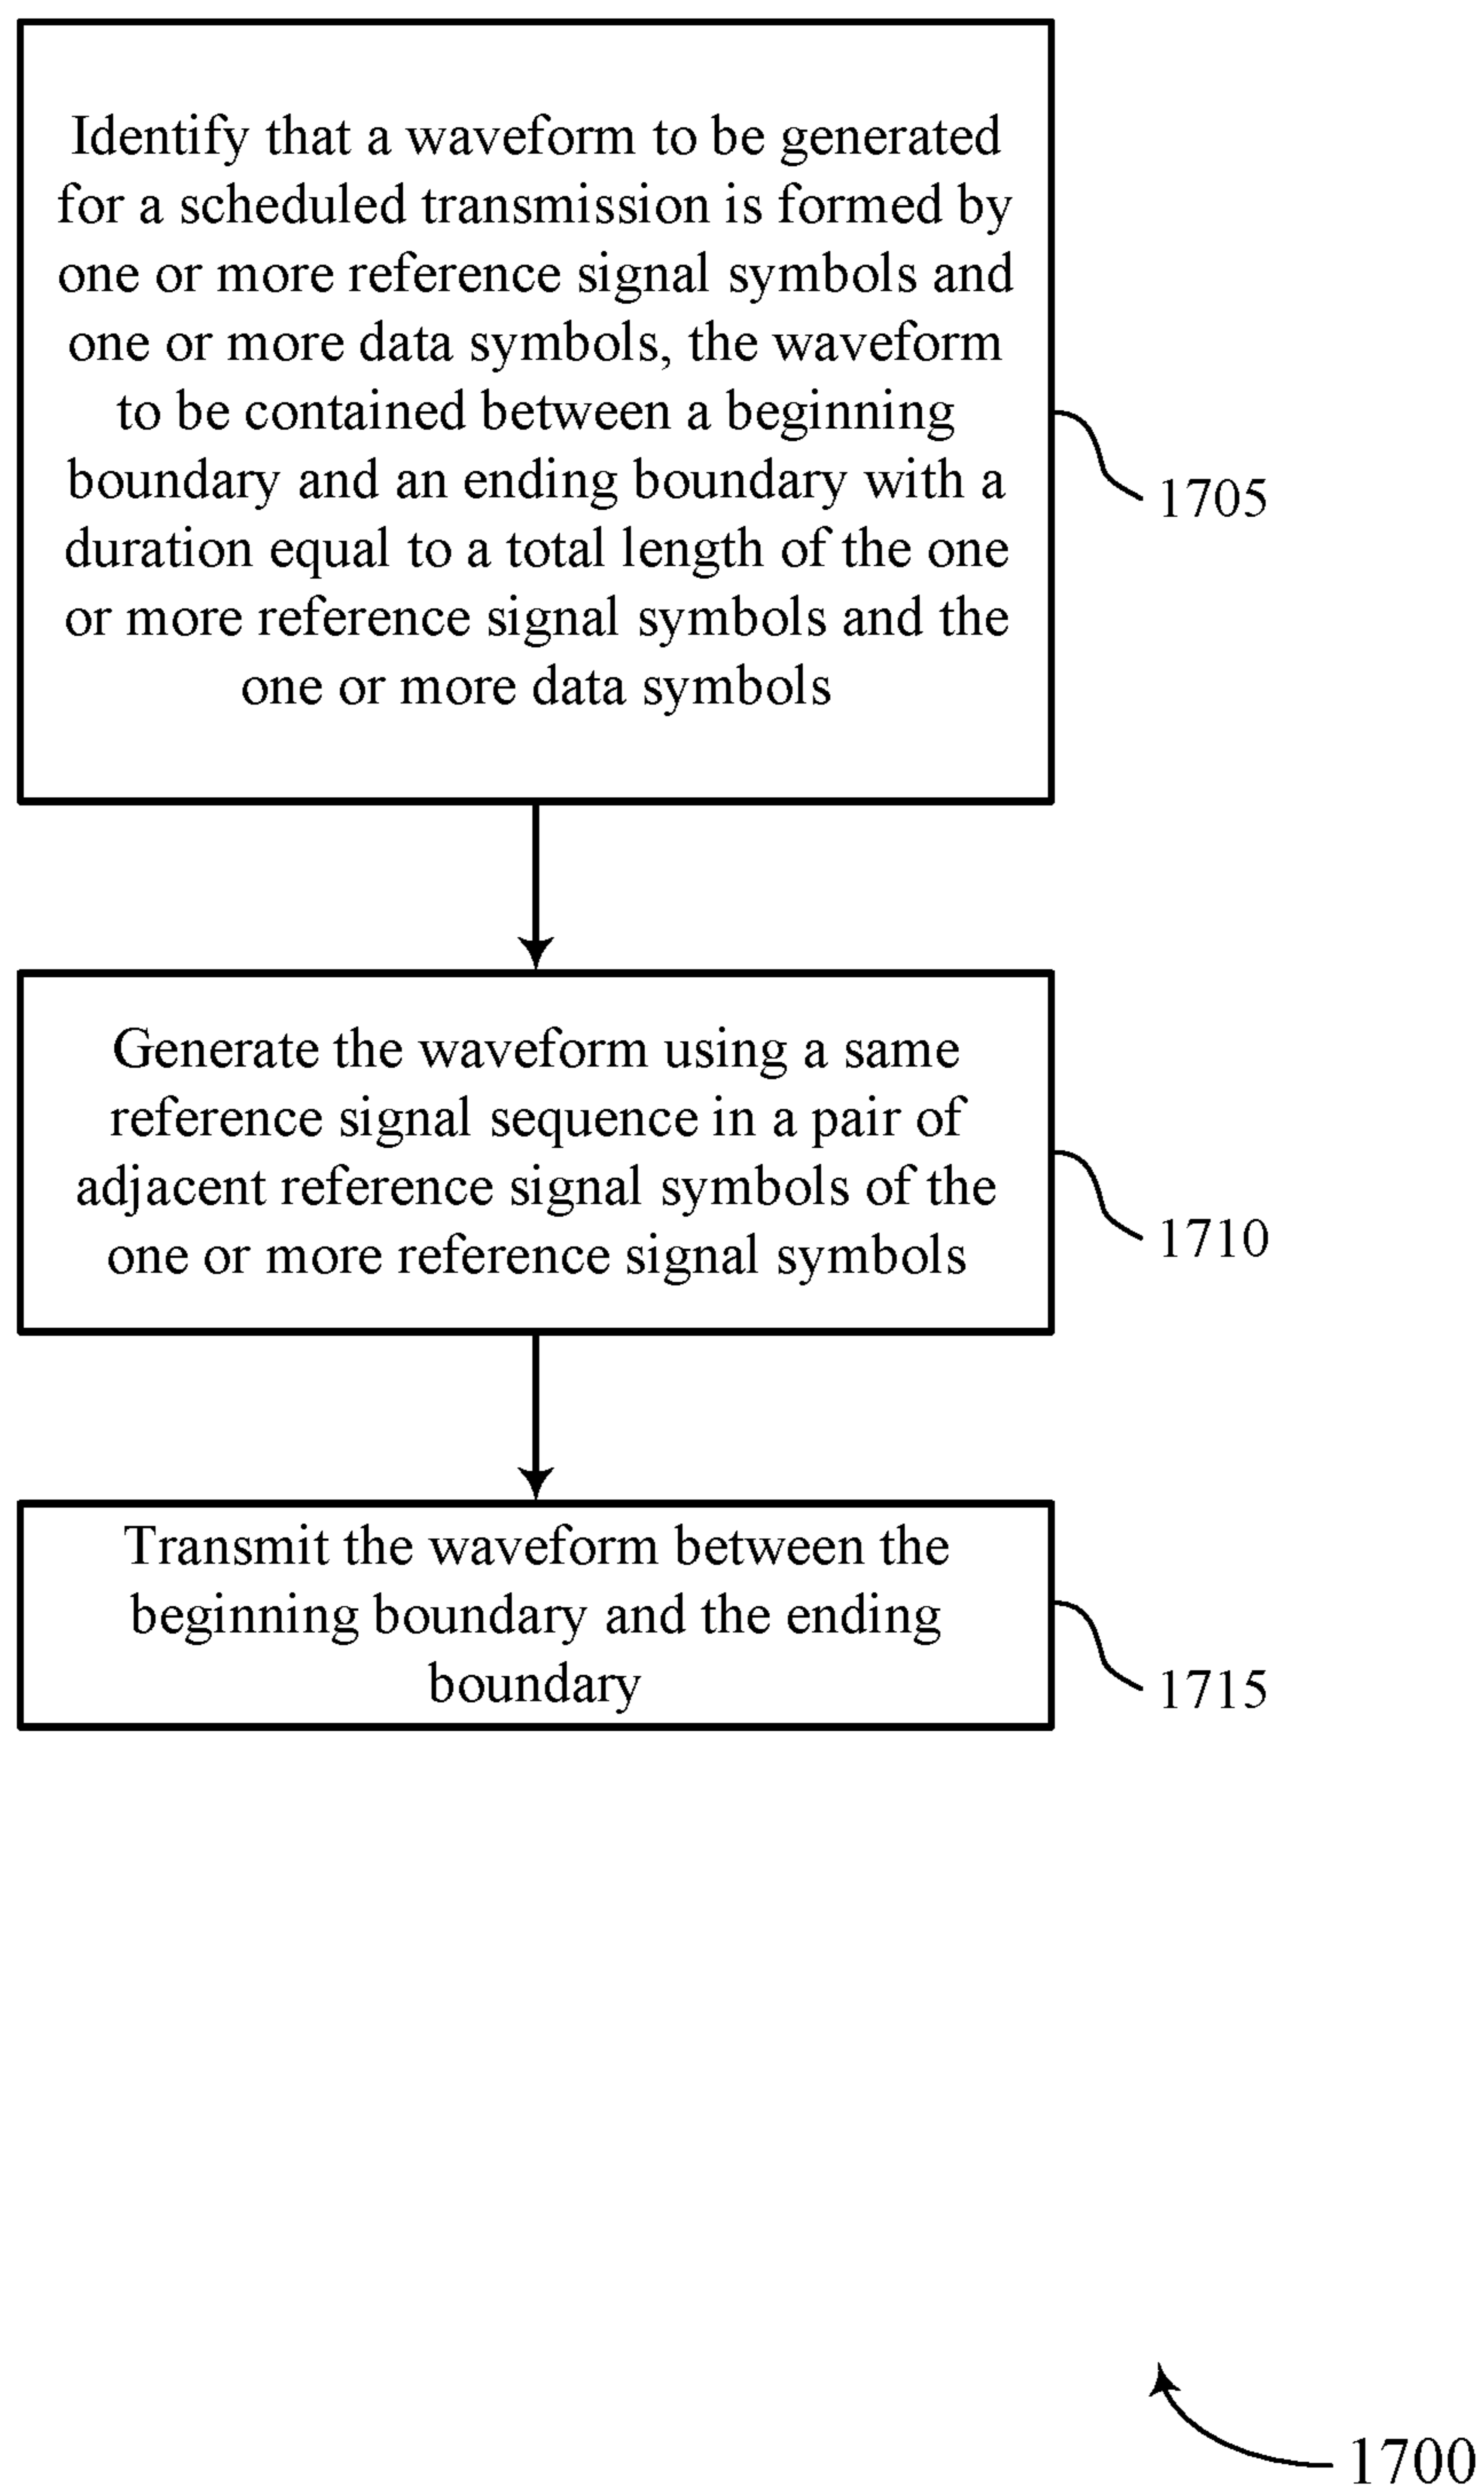 Identify that a waveform to be generated
for a scheduled transmission is formed by
one or more reference signal symbols and
one or more data symbols, the waveform
to be contained between a beginning
boundary and an ending boundary with a
duration equal to a total length of the one
or more reference signal symbols and the
one or more data symbols
1705
Generate the waveform using a same
reference signal sequence in a pair of
adjacent reference signal symbols of the
one or more reference signal symbols
1710
Transmit the waveform between the
beginning boundary and the ending
boundary
1715
1700